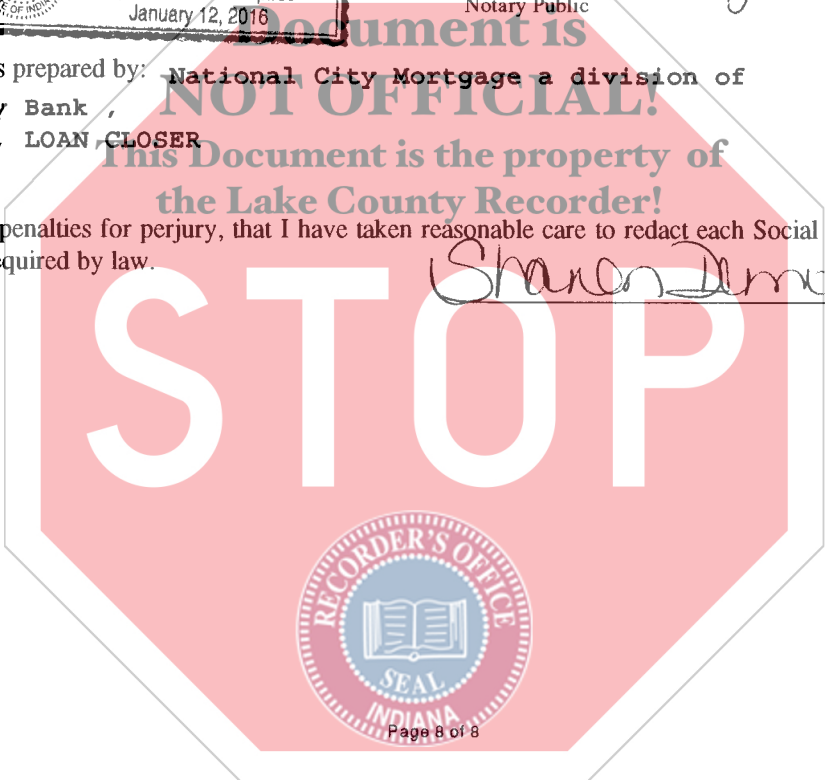 January 12, 2016
Notary Public
Document is
prepared by: National City Mortgage a division of
NOT OFFICIAL!
Bank ,
LOAN CLOSER
This Document is the property of
the Lake County Recorder!
penalties for perjury, that I have taken reasonable care to redact each Social
required by law.
STOP
RECORDER'S OFFICE
SEAL
INDIANA
Page 8 of 8